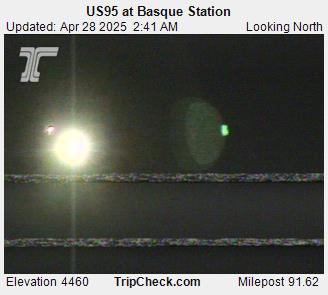 US95 at Basque Station
Updated: Apr 28 2025 2:41 AM Looking North
Elevation 4460 TripCheck.com Milepost 91.62